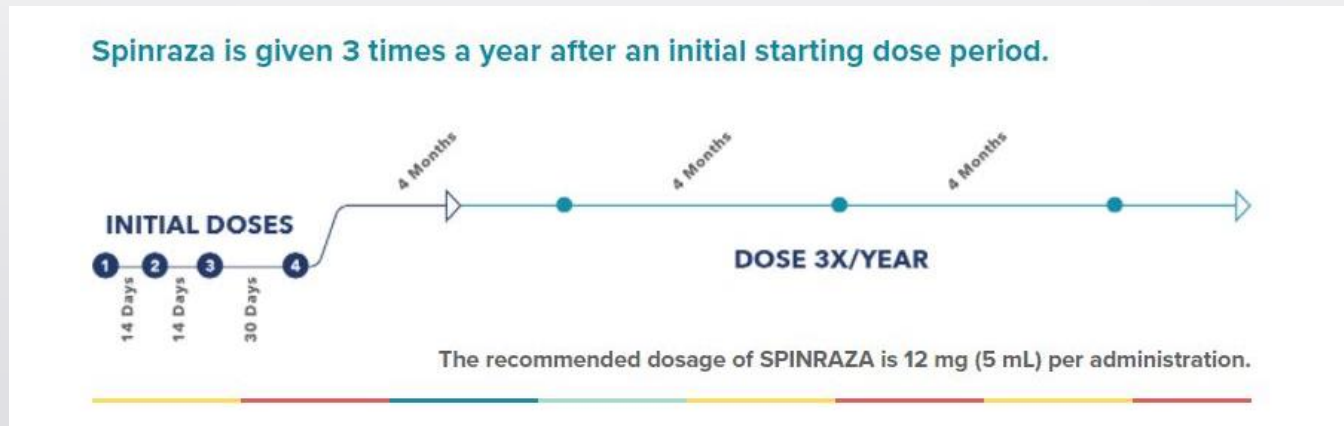 Spinraza is given 3 times a year after an initial starting dose period.
4 Months
4 Months
4 Months
INITIAL DOSES
1 2 3 4
14 Days
14 Days
30 Days
DOSE 3X/YEAR
The recommended dosage of SPINRAZA is 12 mg (5 mL) per administration.